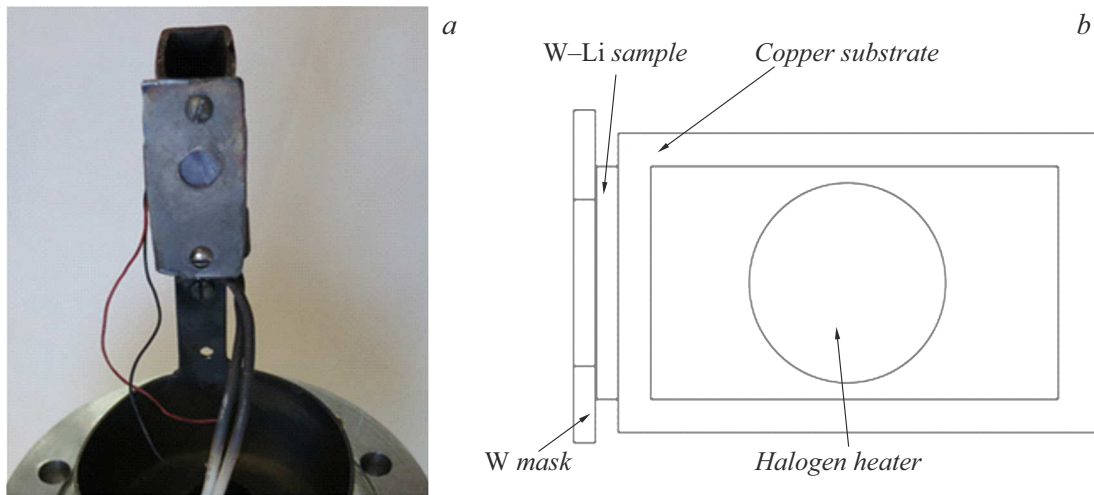 a
b
W–Li sample
Copper substrate
W mask
Halogen heater